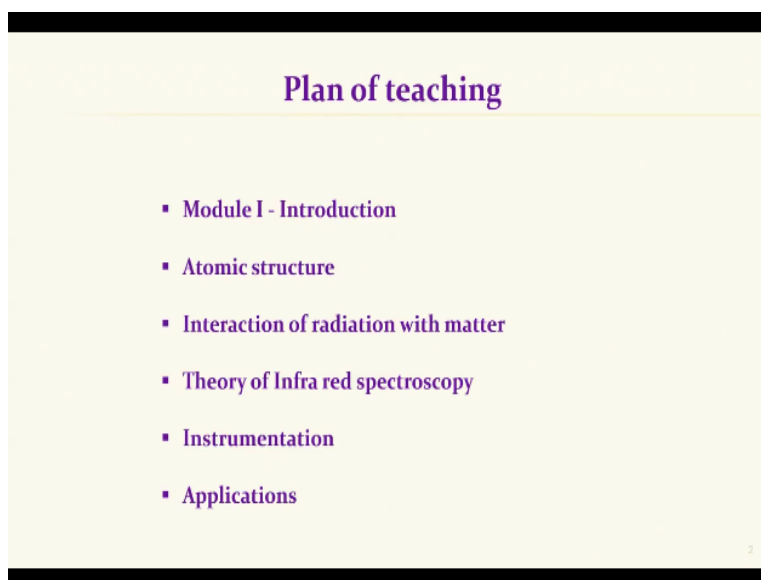 Plan of teaching
▪ Module I - Introduction
▪ Atomic structure
▪ Interaction of radiation with matter
▪ Theory of Infra red spectroscopy
▪ Instrumentation
▪ Applications
2